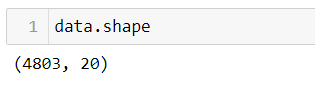 1 data.shape
(4803, 20)